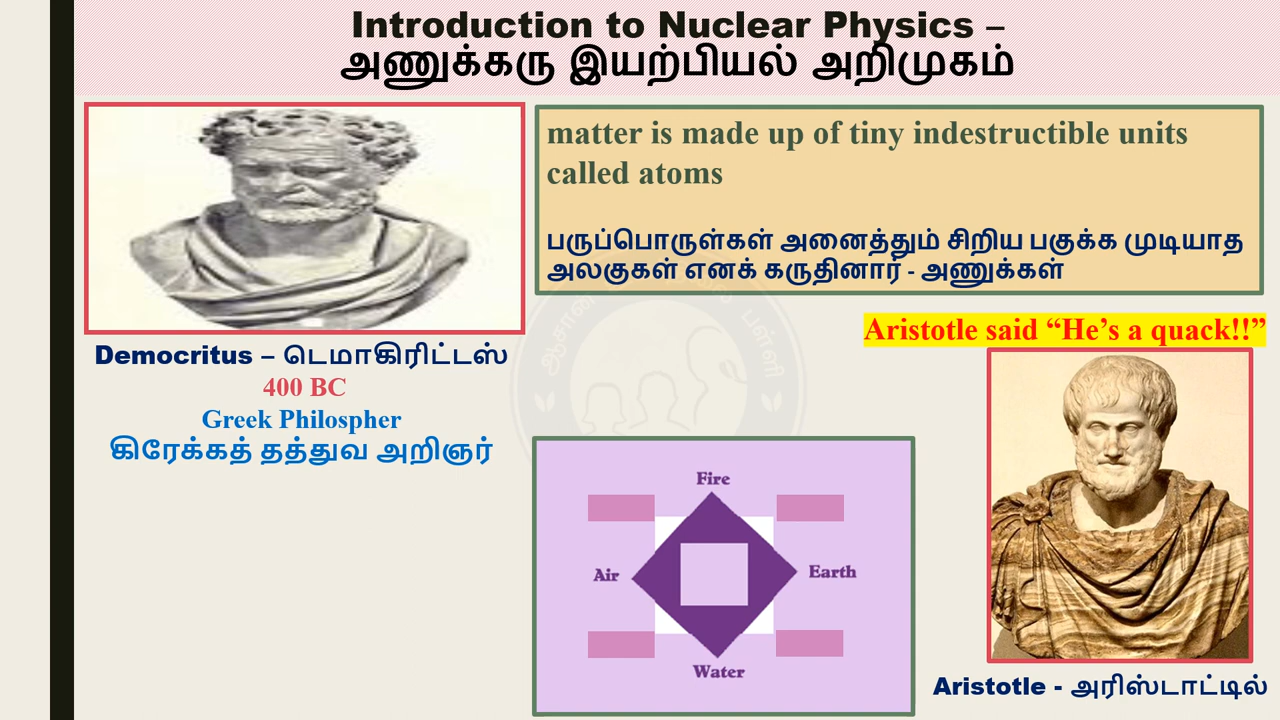 Introduction to Nuclear Physics –
அணுக்கரு இயற்பியல் அறிமுகம்
matter is made up of tiny indestructible units
called atoms
பருப்பொருள்கள் அனைத்தும் சிறிய பகுக்க முடியாத
அலகுகள் எனக் கருதினார் - அணுக்கள்
Democritus – டெமாகிரிட்டஸ்
400 BC
Greek Philospher
கிரேக்கத் தத்துவ அறிஞர்
Aristotle said “He’s a quack!!”
Fire
Air
Earth
Water
Aristotle - அரிஸ்டாட்டில்